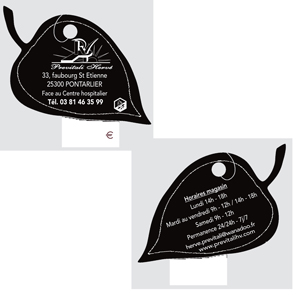 PV
Previtali Hervé
33, faubourg St Etienne
25300 PONTARLIER
Face au Centre hospitalier
Tél. 03 81 46 35 99
€
Horaires magasin
Lundi 14h - 18h
Mardi au vendredi 9h - 12h / 14h - 18h
Samedi 9h - 12h
Permanence 24/24h - 7j/7
herve.previtali@wanadoo.fr
www.previtalihv.com